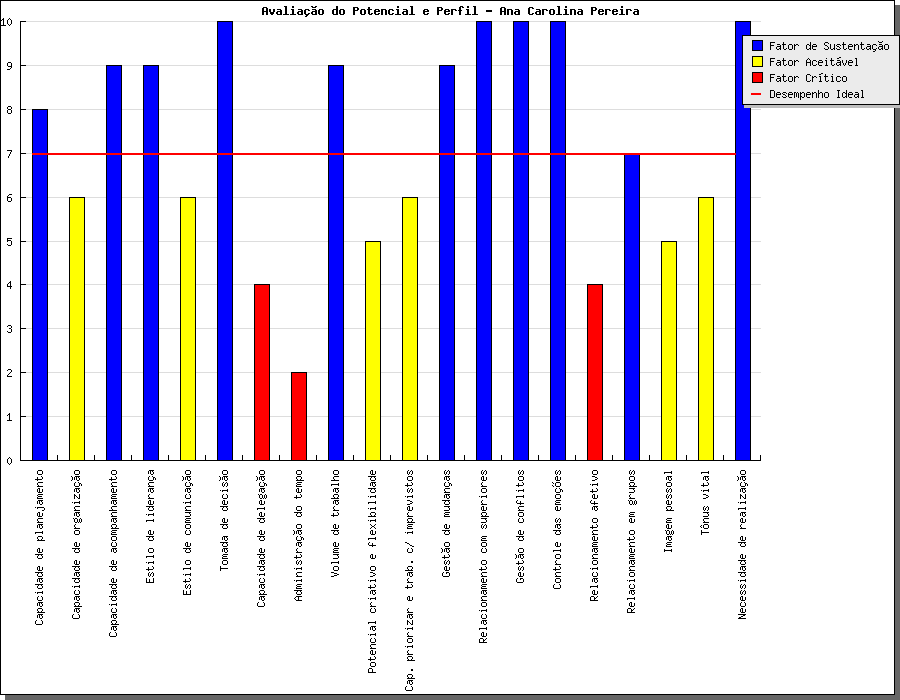 Avaliação do Potencial e Perfil - Ana Carolina Pereira
10
9
8
7
6
5
4
3
2
1
0
Fator de Sustentação
Fator Aceitável
Fator Crítico
Desempenho Ideal
Capacidade de planejamento
Capacidade de organização
Capacidade de acompanhamento
Estilo de liderança
Estilo de comunicação
Tomada de decisão
Capacidade de delegação
Administração do tempo
Volume de trabalho
Potencial criativo e flexibilidade
Cap. priorizar e trab. c/ imprevistos
Gestão de mudanças
Relacionamento com superiores
Gestão de conflitos
Controle das emoções
Relacionamento afetivo
Relacionamento em grupos
Imagem pessoal
Tônus vital
Necessidade de realização